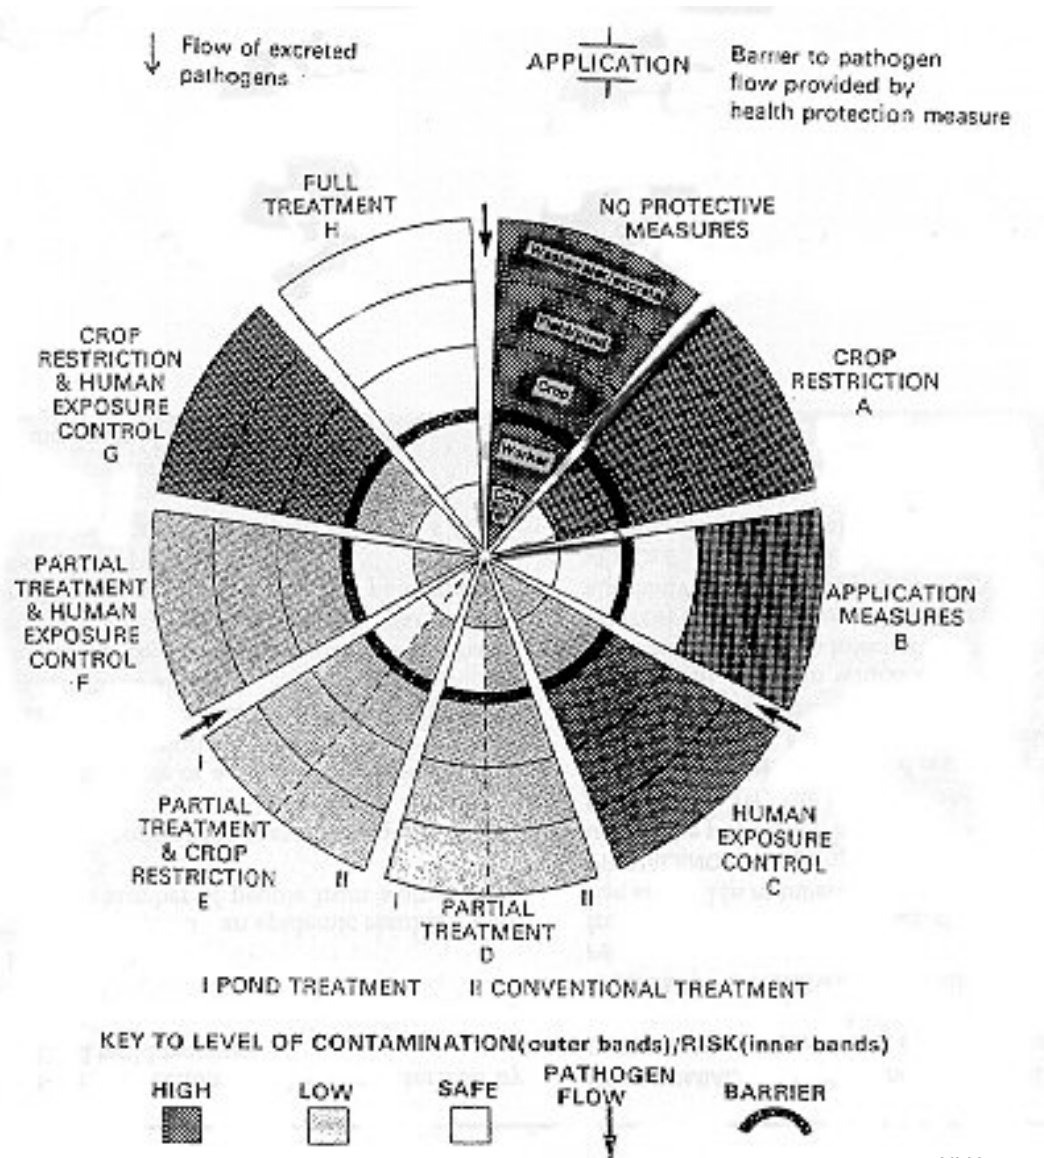 Flow of excreted
pathogens
APPLICATION
Barrier to pathogen
flow provided by
health protection measure
FULL
TREATMENT
H
NO PROTECTIVE
MEASURES
Wastewater/excreta
Field/pond
Crop
Worker
Con
CROP
RESTRICTION
A
APPLICATION
MEASURES
B
HUMAN
EXPOSURE
CONTROL
C
PARTIAL
TREATMENT
D
I
II
PARTIAL
TREATMENT
& CROP
RESTRICTION
E
I
II
PARTIAL
TREATMENT
& HUMAN
EXPOSURE
CONTROL
F
CROP
RESTRICTION
& HUMAN
EXPOSURE
CONTROL
G
I POND TREATMENT II CONVENTIONAL TREATMENT
KEY TO LEVEL OF CONTAMINATION(outer bands)/RISK(inner bands)
HIGH
LOW
SAFE
PATHOGEN
FLOW
BARRIER